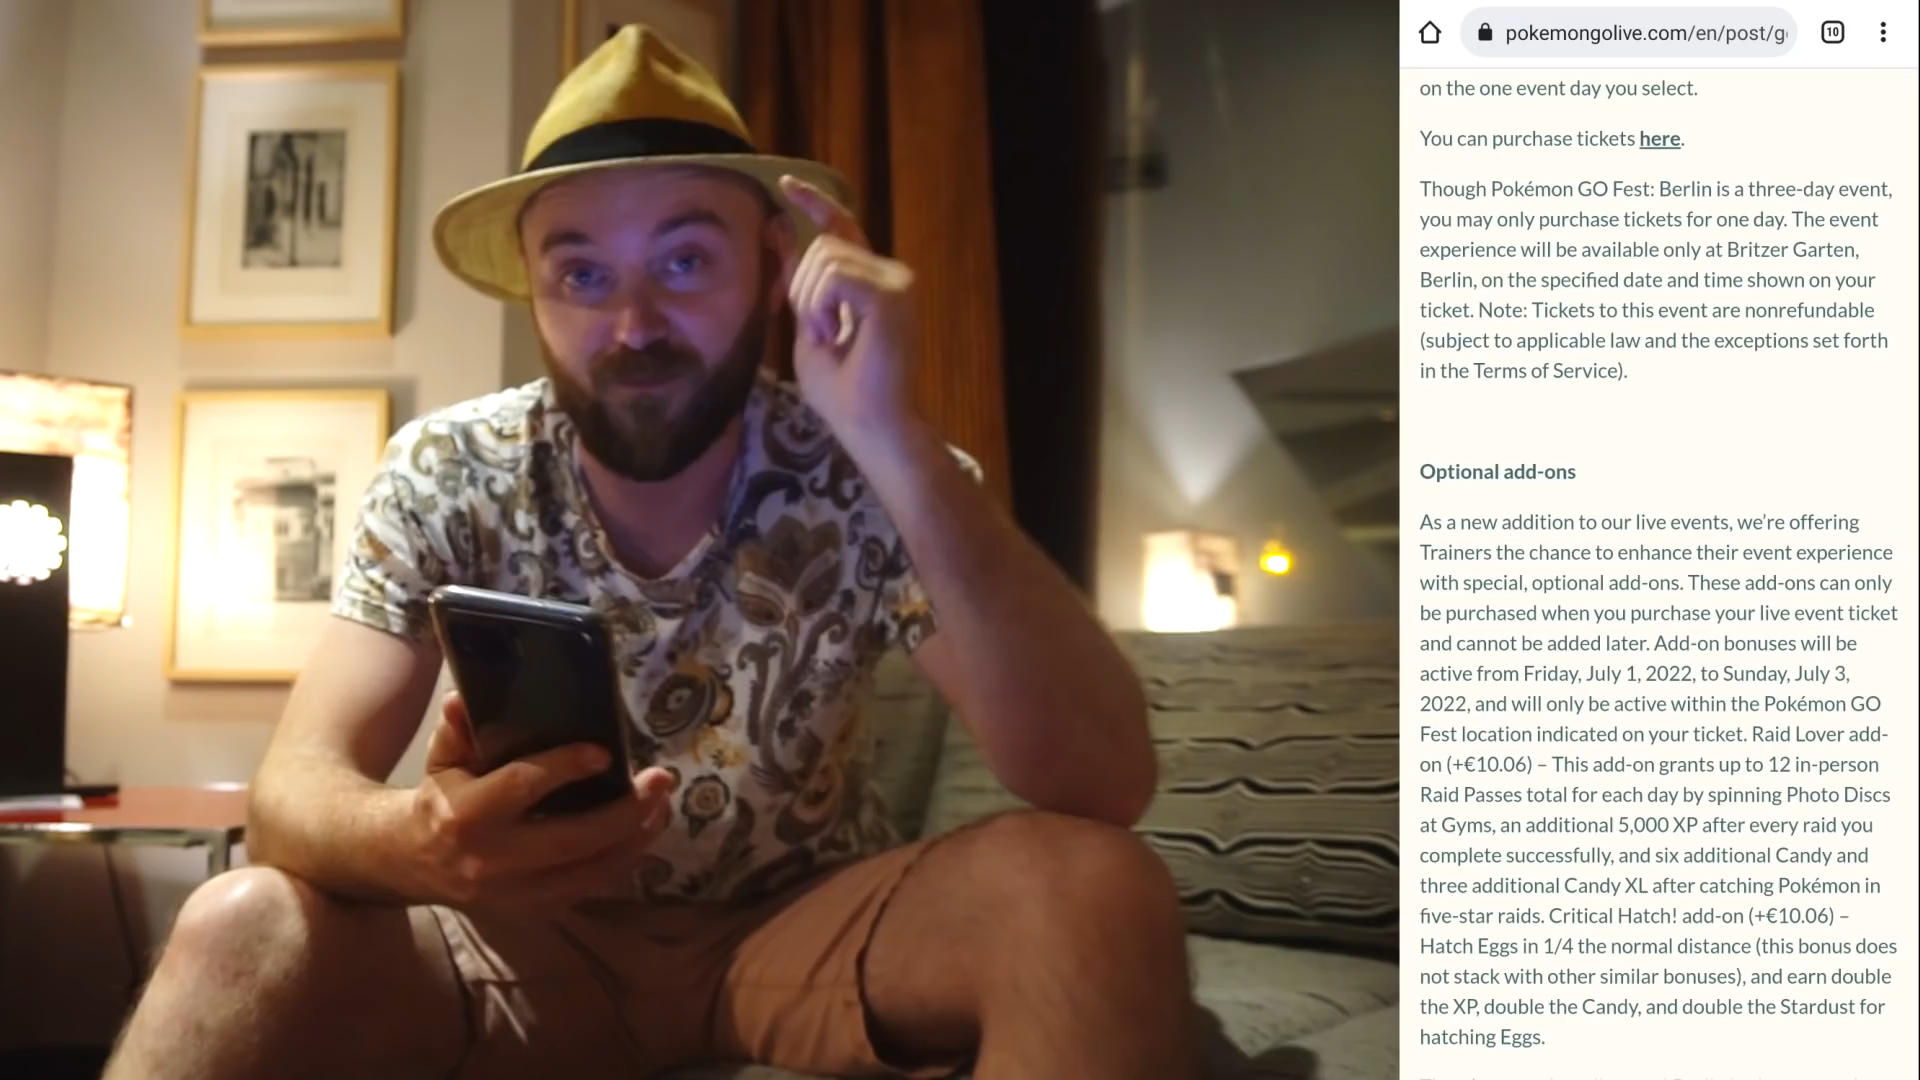 pokemongolive.com/en/post/g
10
on the one event day you select.
You can purchase tickets here.
Though Pokémon GO Fest: Berlin is a three-day event,
you may only purchase tickets for one day. The event
experience will be available only at Britzer Garten,
Berlin, on the specified date and time shown on your
ticket. Note: Tickets to this event are nonrefundable
(subject to applicable law and the exceptions set forth
in the Terms of Service).
Optional add-ons
As a new addition to our live events, we’re offering
Trainers the chance to enhance their event experience
with special, optional add-ons. These add-ons can only
be purchased when you purchase your live event ticket
and cannot be added later. Add-on bonuses will be
active from Friday, July 1, 2022, to Sunday, July 3,
2022, and will only be active within the Pokémon GO
Fest location indicated on your ticket. Raid Lover add-
on (+€10.06) – This add-on grants up to 12 in-person
Raid Passes total for each day by spinning Photo Discs
at Gyms, an additional 5,000 XP after every raid you
complete successfully, and six additional Candy and
three additional Candy XL after catching Pokémon in
five-star raids. Critical Hatch! add-on (+€10.06) –
Hatch Eggs in 1/4 the normal distance (this bonus does
not stack with other similar bonuses), and earn double
the XP, double the Candy, and double the Stardust for
hatching Eggs.